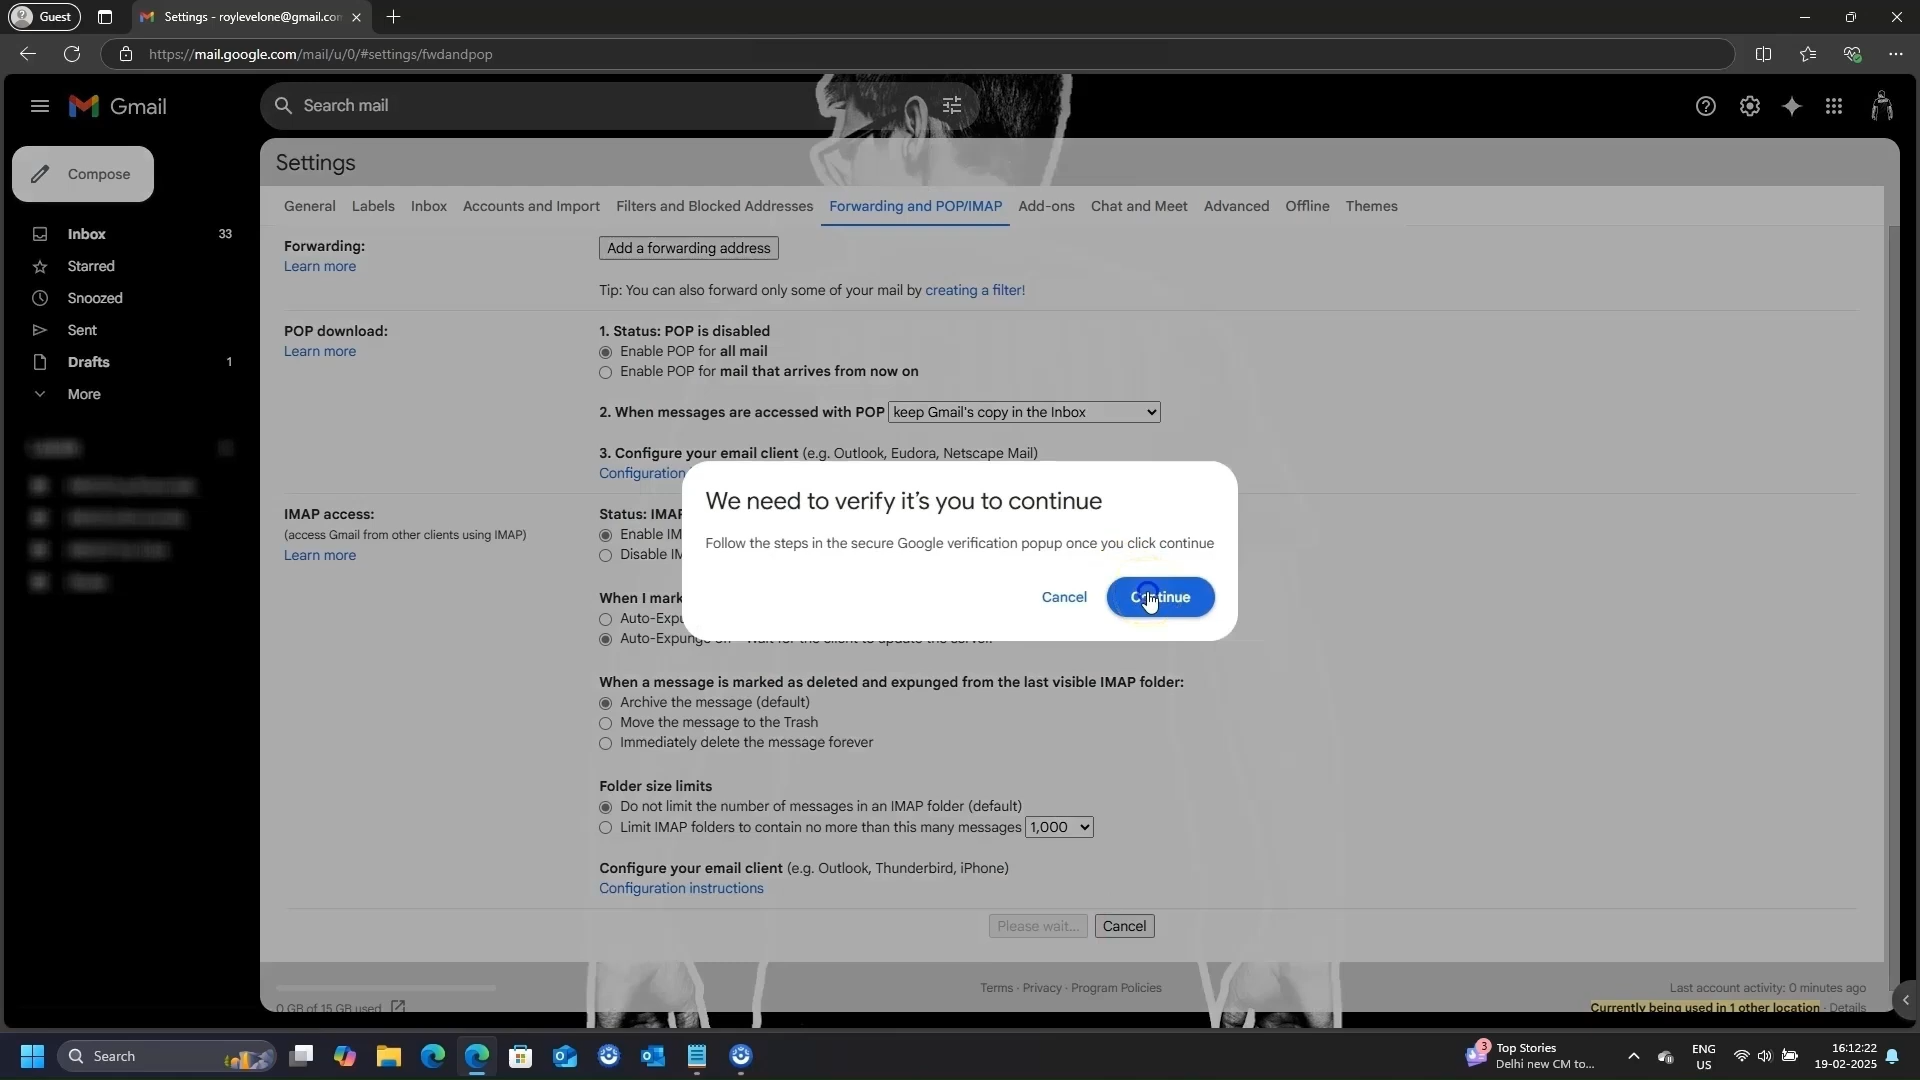 Guest
Settings - roylevelone@gmail.con
https://mail.google.com/mail/u/0/#settings/fwdandpop
Gmail
Search mail
Compose
Inbox 33
Starred
Snoozed
Sent
Drafts 1
More
Settings
General Labels Inbox Accounts and Import Filters and Blocked Addresses Forwarding and POP/IMAP Add-ons Chat and Meet Advanced Offline Themes
Forwarding:
Learn more
Add a forwarding address
Tip: You can also forward only some of your mail by creating a filter!
POP download:
Learn more
1. Status: POP is disabled
Enable POP for all mail
Enable POP for mail that arrives from now on
2. When messages are accessed with POP keep Gmail's copy in the Inbox
3. Configure your email client (e.g. Outlook, Eudora, Netscape Mail)
Configuration
IMAP access:
(access Gmail from other clients using IMAP)
Learn more
Status: IMAP
Enable IM
Disable IM
When I mark
Auto-Expu
Auto-Expunge off - Wait for the client to update the server.
We need to verify it's you to continue
Follow the steps in the secure Google verification popup once you click continue
Cancel Continue
When a message is marked as deleted and expunged from the last visible IMAP folder:
Archive the message (default)
Move the message to the Trash
Immediately delete the message forever
Folder size limits
Do not limit the number of messages in an IMAP folder (default)
Limit IMAP folders to contain no more than this many messages 1,000
Configure your email client (e.g. Outlook, Thunderbird, iPhone)
Configuration instructions
Please wait... Cancel
0 GB of 15 GB used
Terms · Privacy · Program Policies
Last account activity: 0 minutes ago
Currently being used in 1 other location · Details
Search
3
Top Stories
Delhi new CM to...
ENG
US
16:12:22
19-02-2025